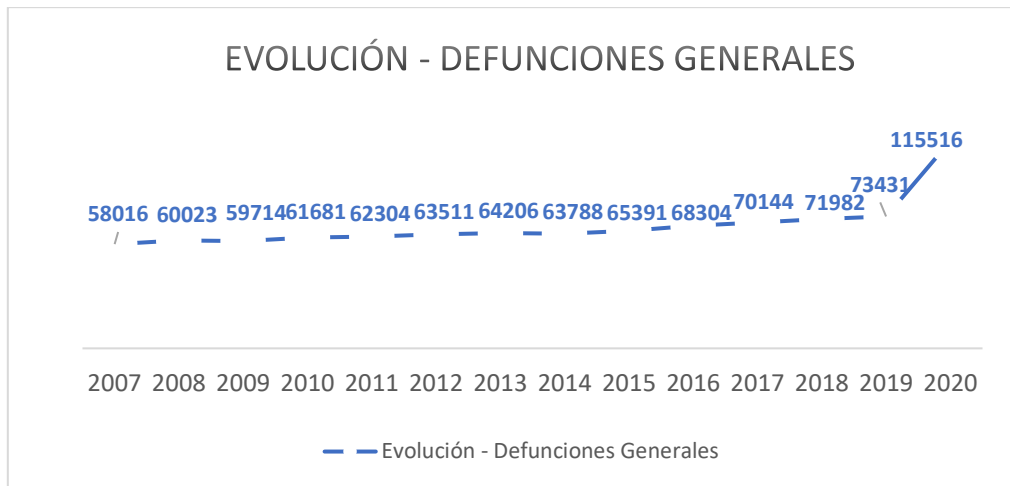 EVOLUCIÓN - DEFUNCIONES GENERALES
115516
73431
58016 60023 59714 61681 62304 63511 64206 63788 65391 68304 70144 71982
2007 2008 2009 2010 2011 2012 2013 2014 2015 2016 2017 2018 2019 2020
Evolución - Defunciones Generales